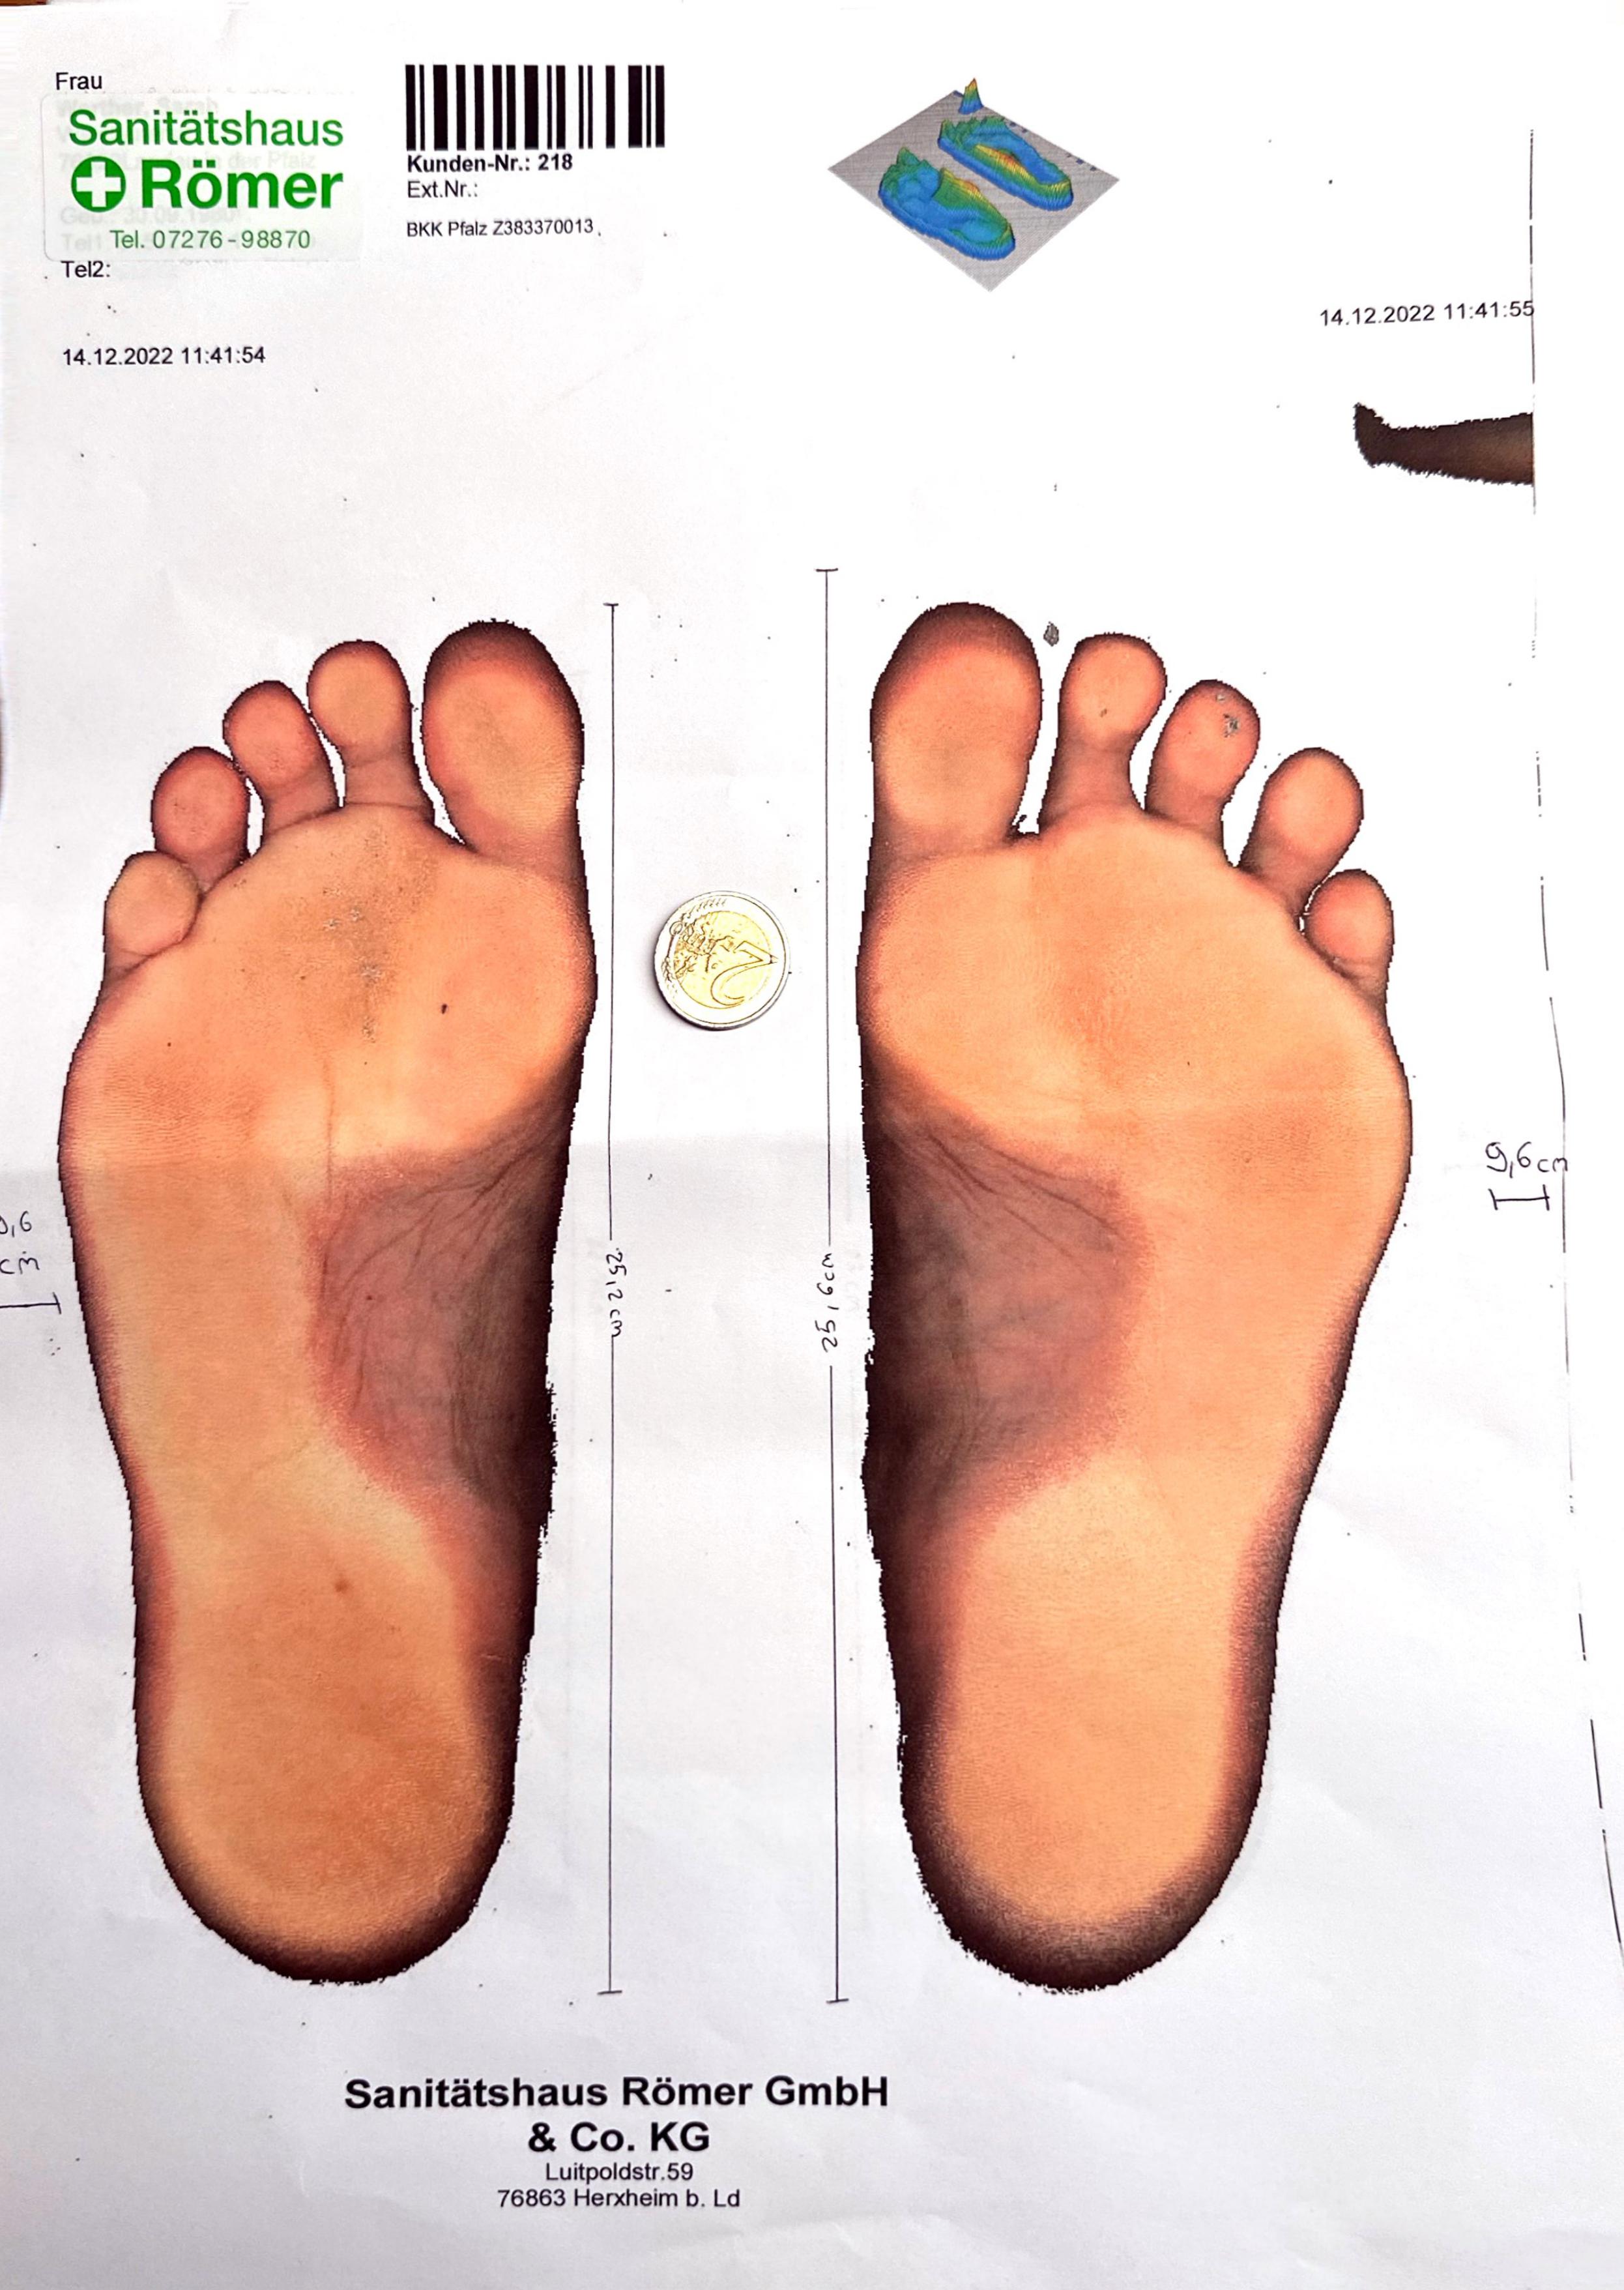 Frau
Sanitätshaus
Römer
Tel. 07276-98870
Tel2:
Kunden-Nr.: 218
Ext.Nr.:
BKK Pfalz Z383370013
14.12.2022 11:41:54
14.12.2022 11:41:55
2
9,6cm
,6
cm
25,2cm
25,6cm
Sanitätshaus Römer GmbH
& Co. KG
Luitpoldstr.59
76863 Herxheim b. Ld